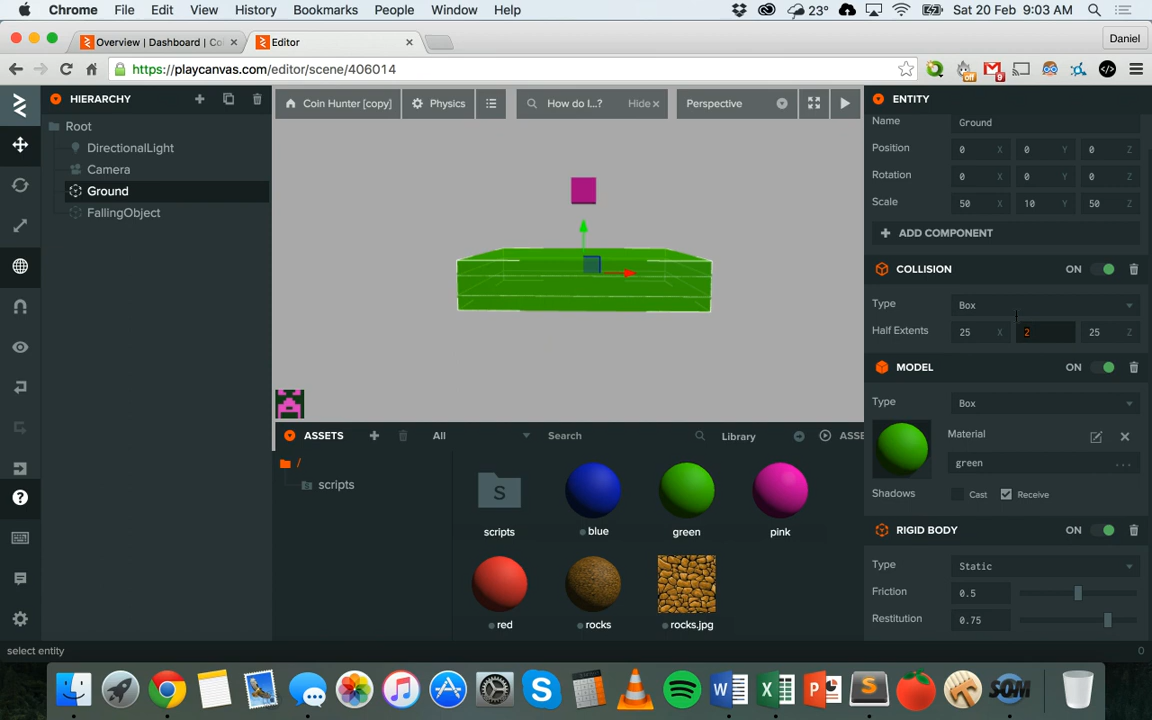 Chrome File Edit View History Bookmarks People Window Help 23° Sat 20 Feb 9:03 AM
Overview | Dashboard | Co Editor Daniel
https://playcanvas.com/editor/scene/406014
off 9
HIERARCHY
Coin Hunter [copy] Physics How do I...? Hide× Perspective
ENTITY
Root
DirectionalLight
Camera
Ground
FallingObject
Name Ground
Position 0 X 0 Y 0 Z
Rotation 0 X 0 Y 0 Z
Scale 50 X 10 Y 50 Z
ADD COMPONENT
COLLISION ON
Type Box
Half Extents 25 X 2 25 Z
MODEL ON
Type Box
Material
green ...
Shadows Cast Receive
RIGID BODY ON
Type Static
Friction 0.5
Restitution 0.75
ASSETS All Search Library ASSE
/
scripts
S
scripts blue green pink
red rocks rocks.jpg
select entity 0
S W X P S SOM